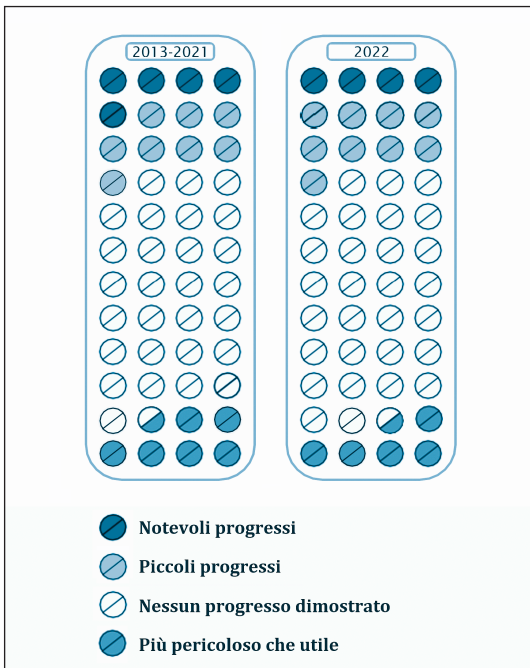 2013-2021
2022
Notevoli progressi
Piccoli progressi
Nessun progresso dimostrato
Più pericoloso che utile